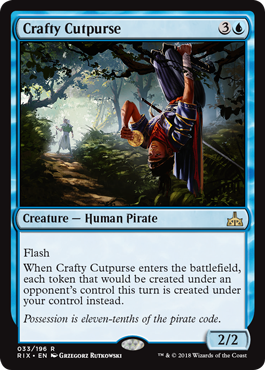 Crafty Cutpurse 3
Creature — Human Pirate
Flash
When Crafty Cutpurse enters the battlefield,
each token that would be created under an
opponent's control this turn is created under
your control instead.
Possession is eleven-tenths of the pirate code.
2/2
033/196 R
RIX • EN Grzegorz Rutkowski
™ & © 2018 Wizards of the Coast